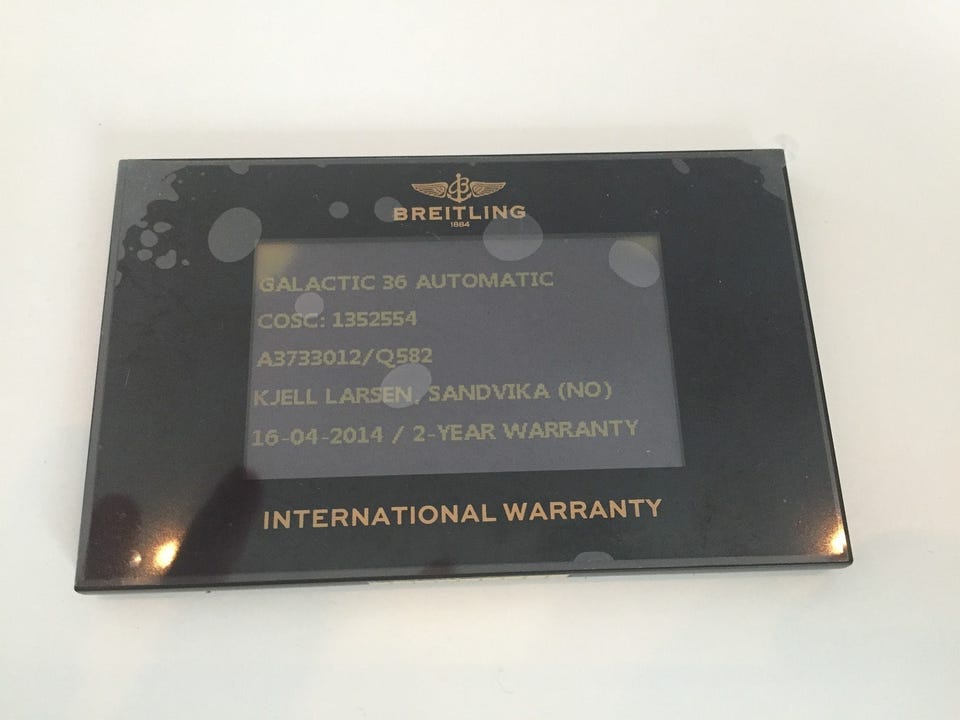 BREITLING
1884
GALACTIC 36 AUTOMATIC
COSC: 1352554
A3733012/Q582
KJELL LARSEN, SANDVIKA (NO)
16-04-2014 / 2-YEAR WARRANTY
INTERNATIONAL WARRANTY